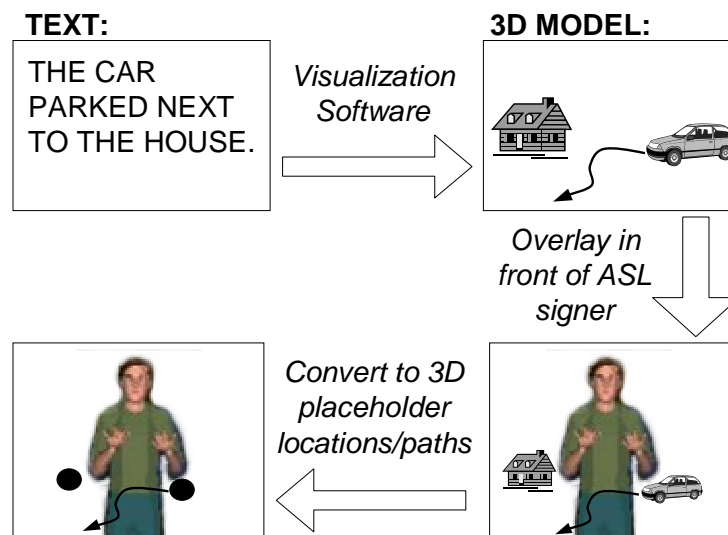 TEXT:
THE CAR
PARKED NEXT
TO THE HOUSE.
Visualization
Software
3D MODEL:
Overlay in
front of ASL
signer
Convert to 3D
placeholder
locations/paths